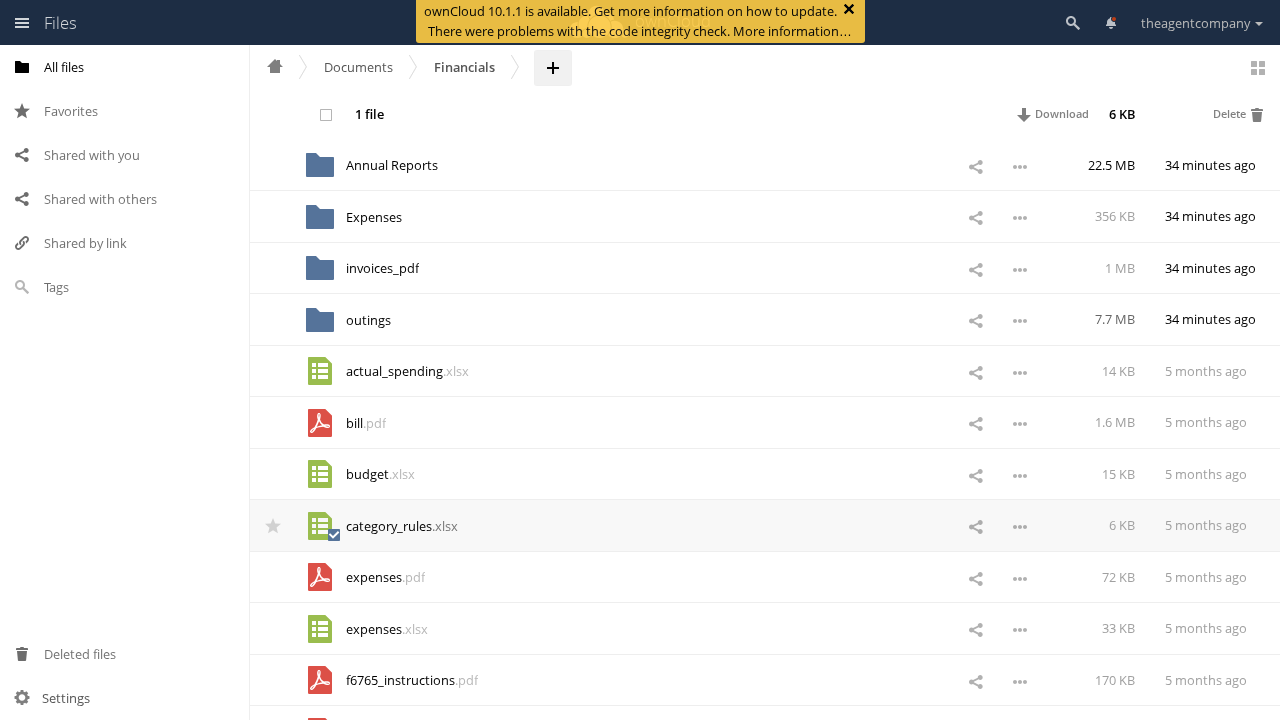 Files
ownCloud 10.1.1 is available. Get more information on how to update.
There were problems with the code integrity check. More information…
theagentcompany
All files
Favorites
Shared with you
Shared with others
Shared by link
Tags
Deleted files
Settings
Documents
Financials
1 file
Download
6 KB
Delete
Annual Reports
22.5 MB
34 minutes ago
Expenses
356 KB
34 minutes ago
invoices_pdf
1 MB
34 minutes ago
outings
7.7 MB
34 minutes ago
actual_spending.xlsx
14 KB
5 months ago
bill.pdf
1.6 MB
5 months ago
budget.xlsx
15 KB
5 months ago
category_rules.xlsx
6 KB
5 months ago
expenses.pdf
72 KB
5 months ago
expenses.xlsx
33 KB
5 months ago
f6765_instructions.pdf
170 KB
5 months ago